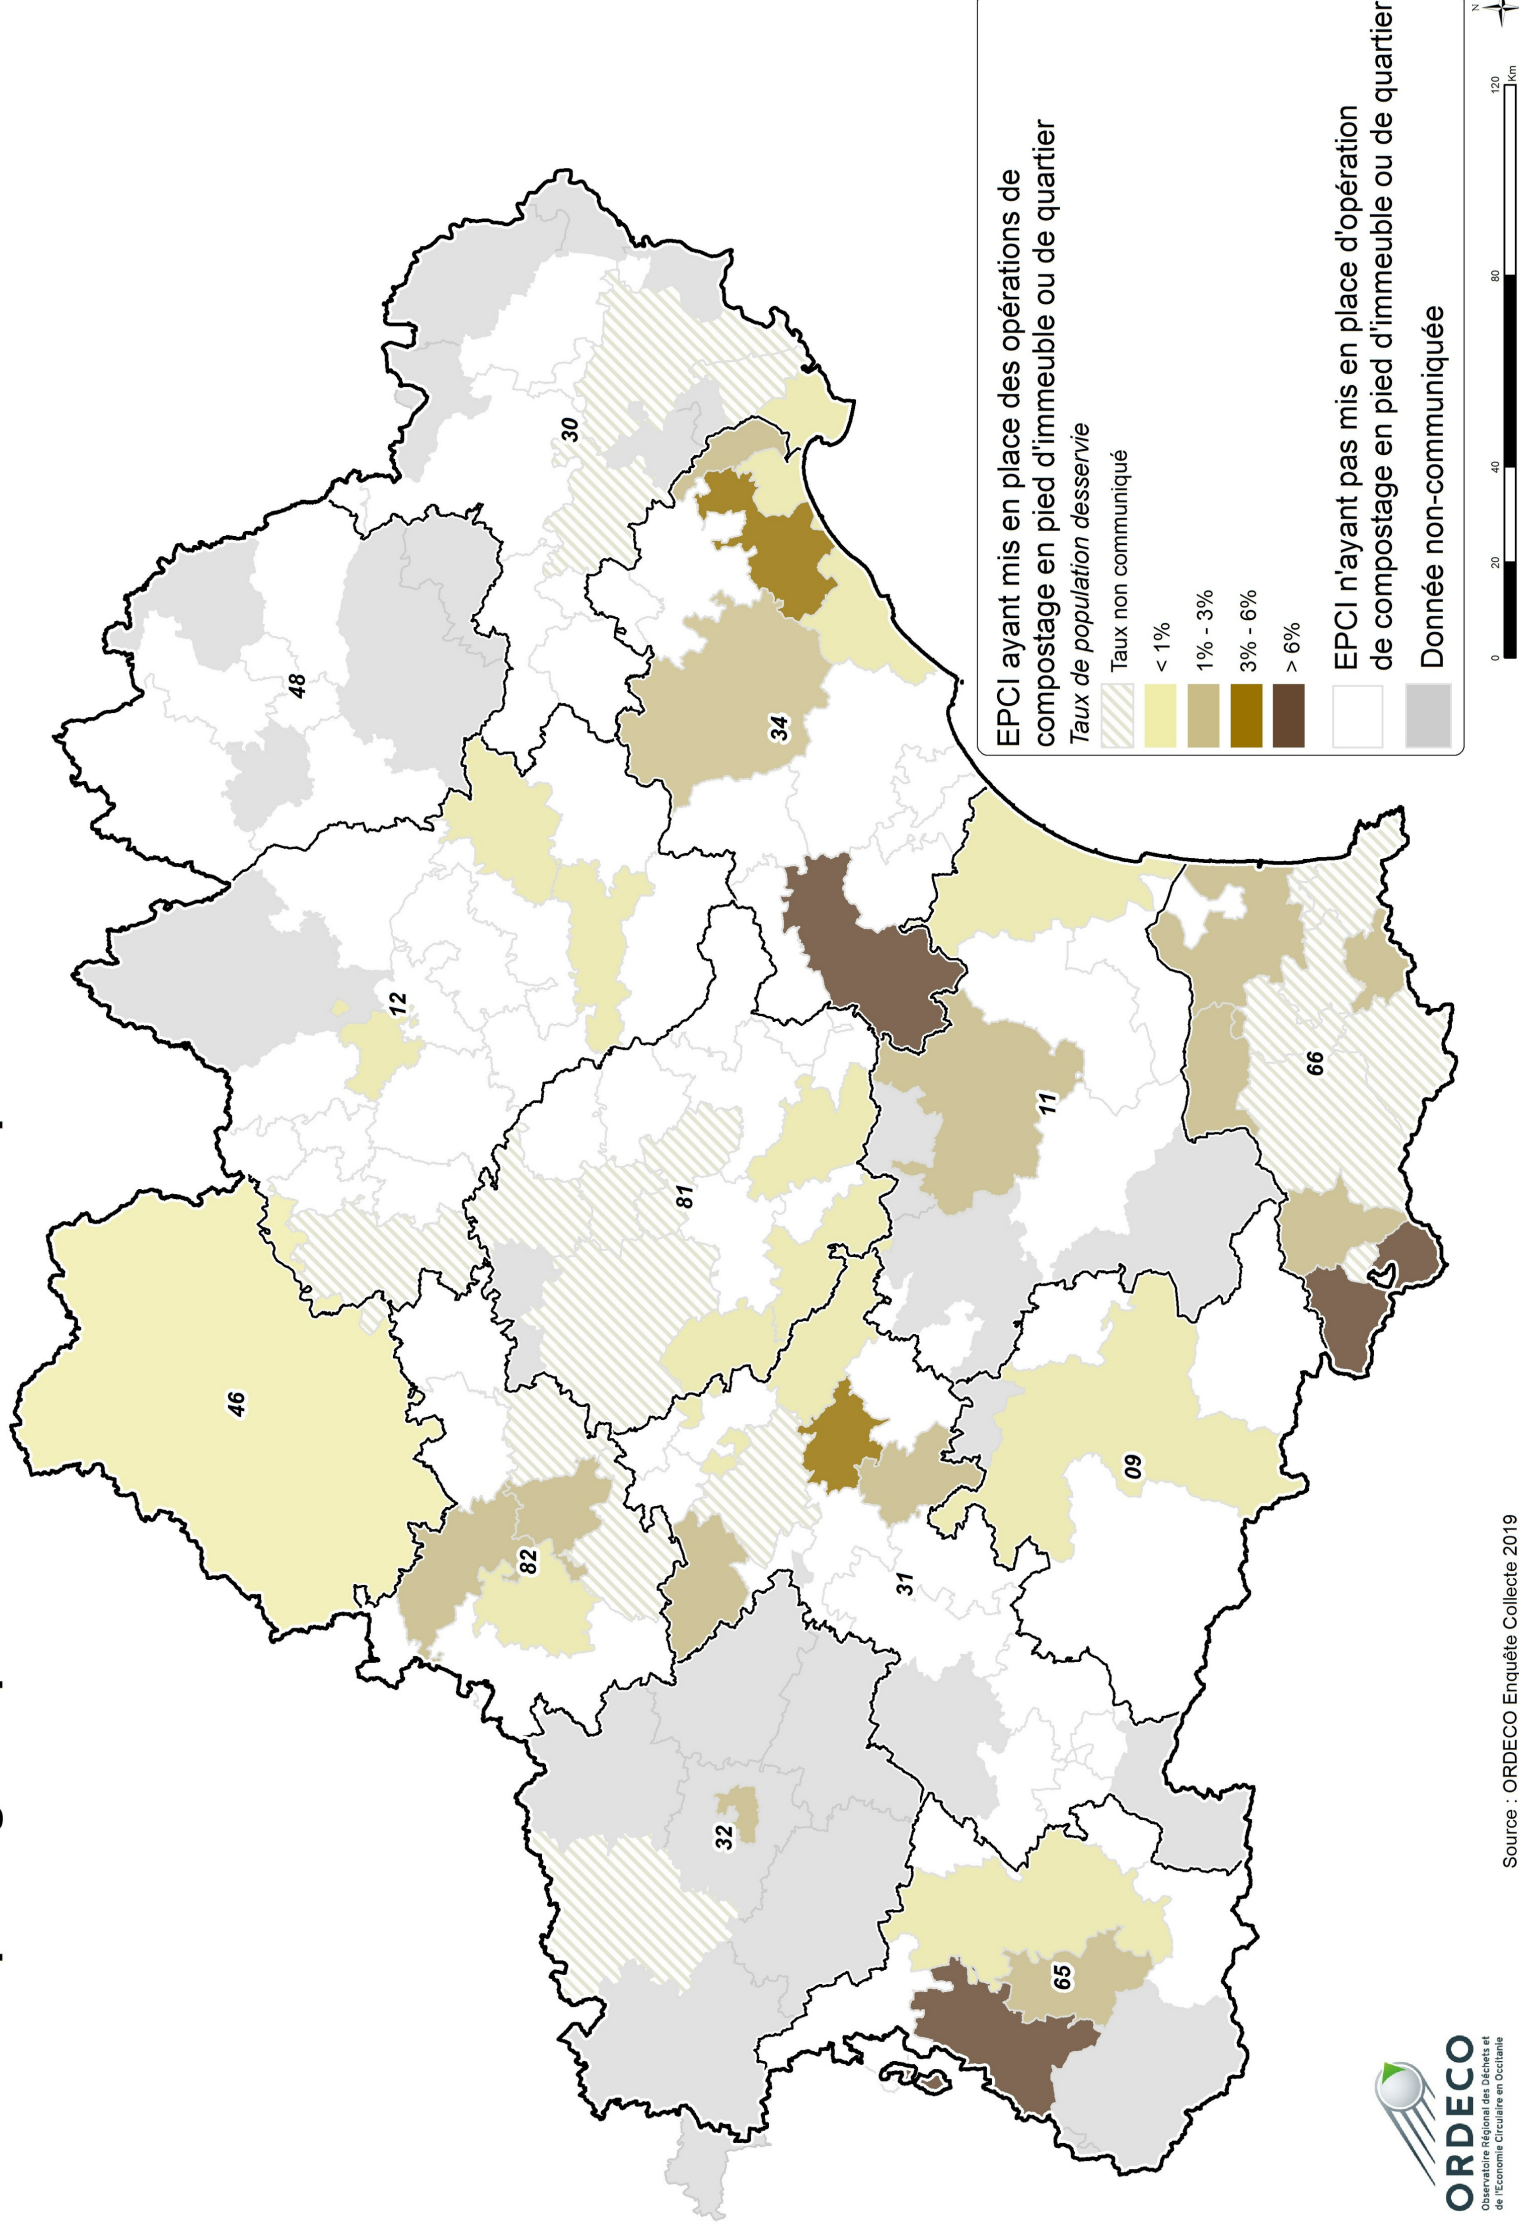 46
48
12
30
82
81
34
32
31
11
65
09
66
EPCI ayant mis en place des opérations de
compostage en pied d'immeuble ou de quartier
Taux de population desservie
Taux non communiqué
< 1%
1% - 3%
3% - 6%
> 6%
EPCI n'ayant pas mis en place d'opération
de compostage en pied d'immeuble ou de quartier
Donnée non-communiquée
N
0 20 40 80 120
Km
Source : ORDECO Enquête Collecte 2019
ORDECO
Observatoire Régional des Déchets et
de l'Economie Circulaire en Occitanie